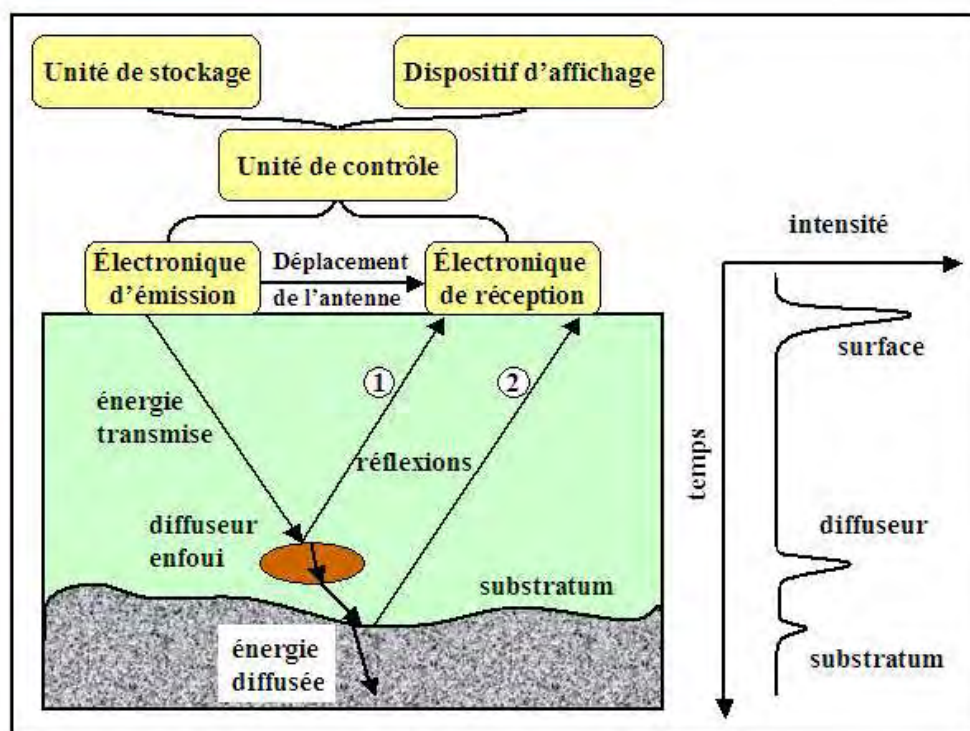 Unité de stockage
Dispositif d'affichage
Unité de contrôle
Électronique
d'émission
Déplacement
de l'antenne
Électronique
de réception
énergie
transmise
1
2
réflexions
diffuseur
enfoui
substratum
énergie
diffusée
intensité
surface
temps
diffuseur
substratum